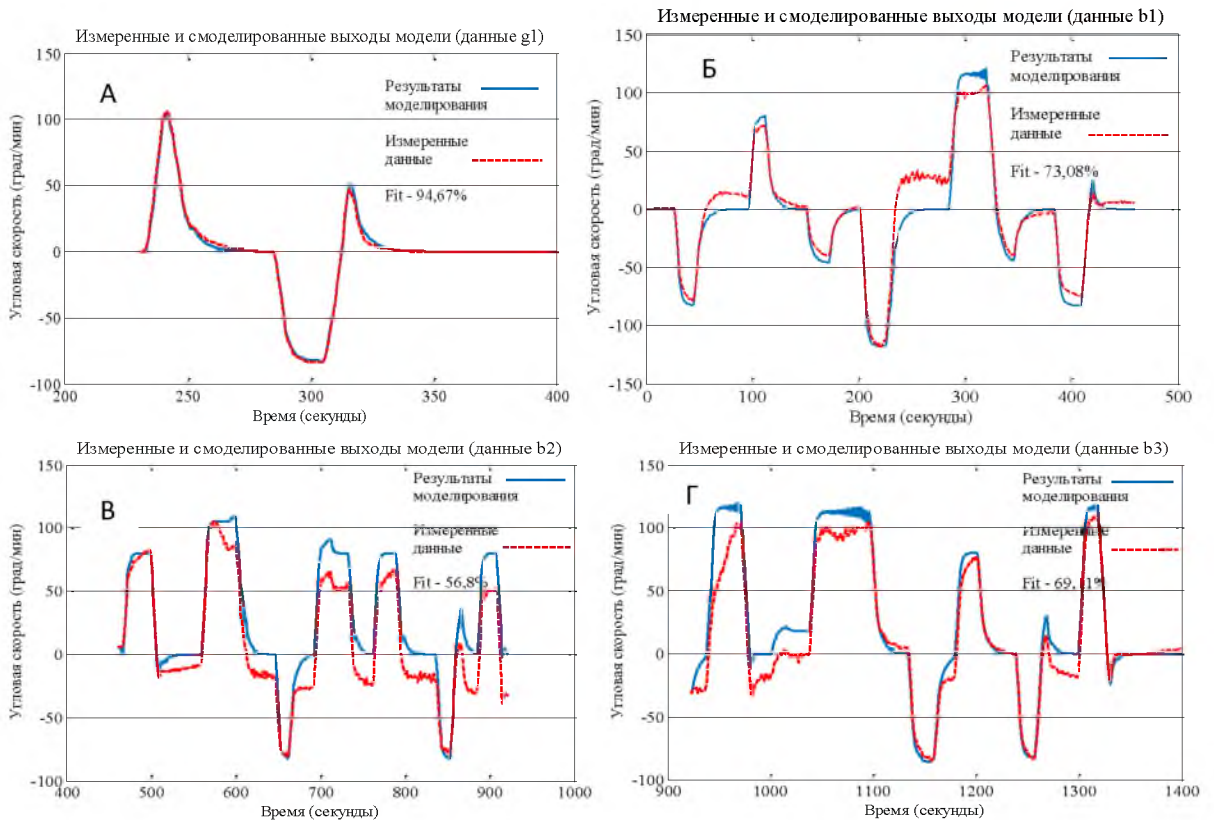 Измеренные и смоделированные выходы модели (данные g1)
А
Результаты
моделирования
Измеренные
данные
Fit - 94,67%
150
100
50
0
-50
-100
200
250
300
350
400
Угловая скорость (град/мин)
Время (секунды)
Измеренные и смоделированные выходы модели (данные b1)
Б
Результаты
моделирования
Измеренные
данные
Fit - 73,08%
150
100
50
0
-50
-100
-150
0
100
200
300
400
500
Угловая скорость (град/мин)
Время (секунды)
Измеренные и смоделированные выходы модели (данные b2)
В
Результаты
моделирования
Измеренные
данные
Fit - 56,8%
150
100
50
0
-50
-100
400
500
600
700
800
900
1000
Угловая скорость (град/мин)
Время (секунды)
Измеренные и смоделированные выходы модели (данные b3)
Г
Результаты
моделирования
Измеренные
данные
Fit - 69,11%
150
100
50
0
-50
-100
900
1000
1100
1200
1300
1400
Угловая скорость (град/мин)
Время (секунды)